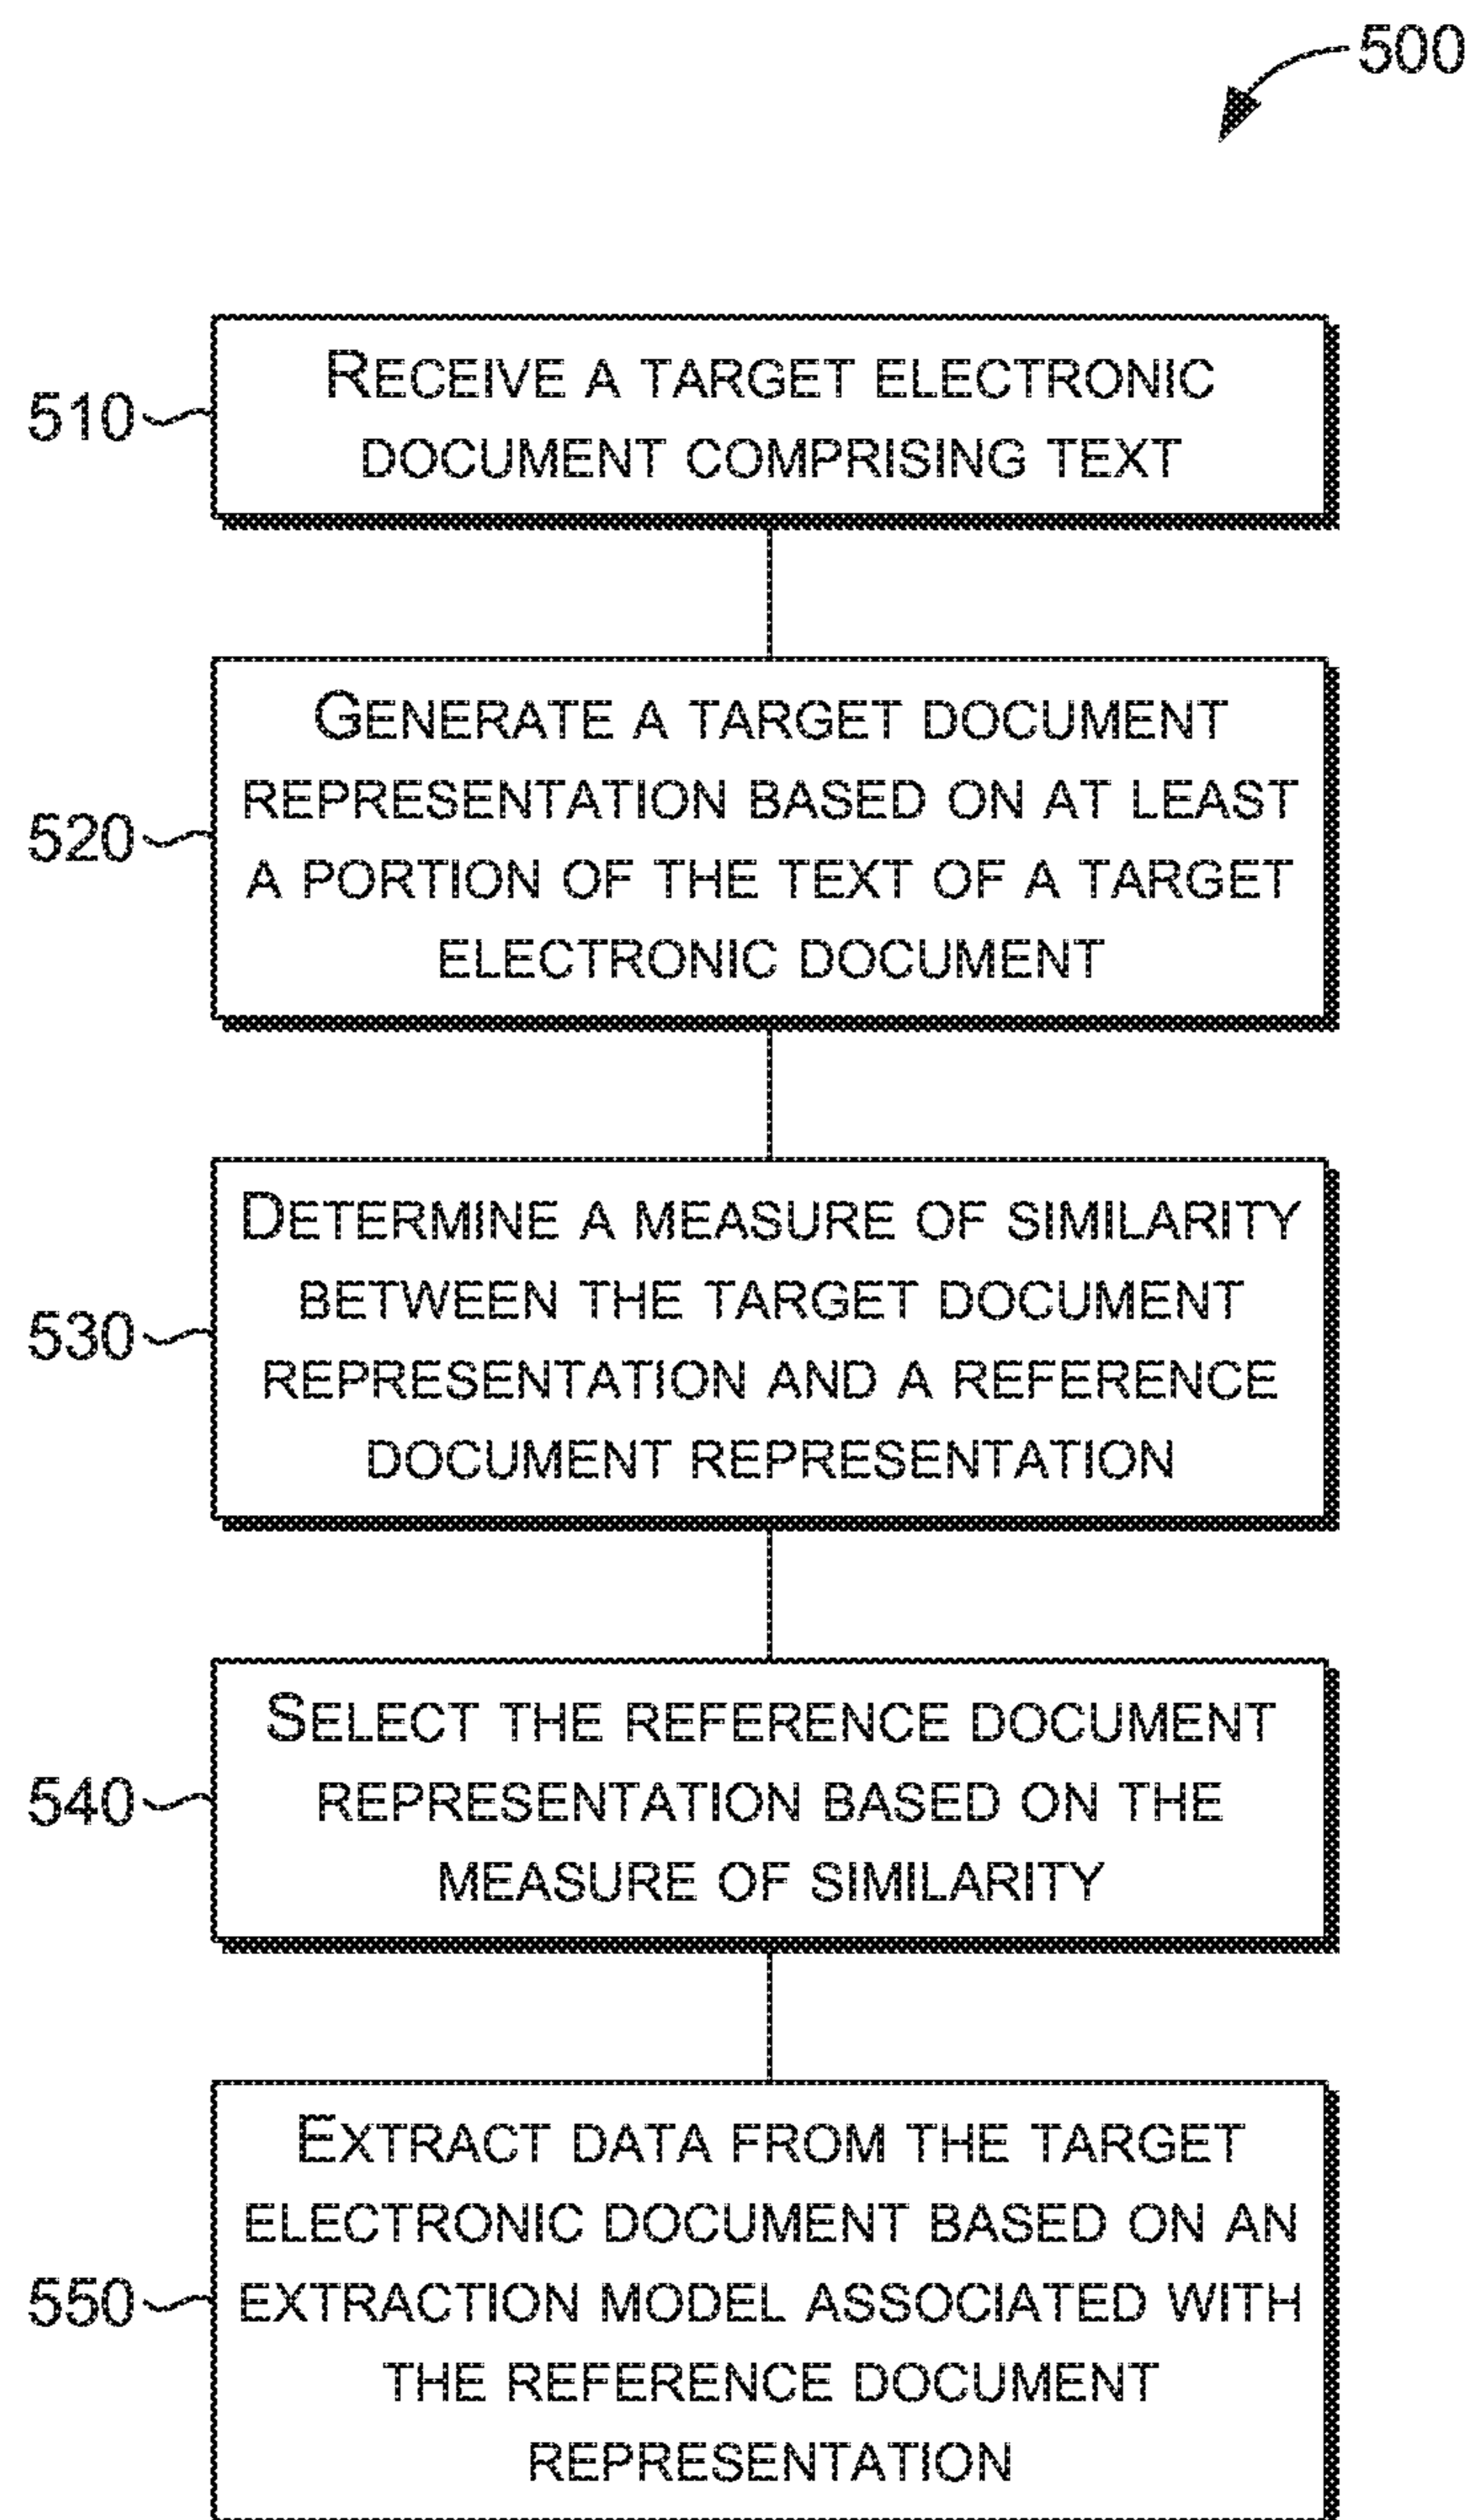 500
510
RECEIVE A TARGET ELECTRONIC
DOCUMENT COMPRISING TEXT
520
GENERATE A TARGET DOCUMENT
REPRESENTATION BASED ON AT LEAST
A PORTION OF THE TEXT OF A TARGET
ELECTRONIC DOCUMENT
530
DETERMINE A MEASURE OF SIMILARITY
BETWEEN THE TARGET DOCUMENT
REPRESENTATION AND A REFERENCE
DOCUMENT REPRESENTATION
540
SELECT THE REFERENCE DOCUMENT
REPRESENTATION BASED ON THE
MEASURE OF SIMILARITY
550
EXTRACT DATA FROM THE TARGET
ELECTRONIC DOCUMENT BASED ON AN
EXTRACTION MODEL ASSOCIATED WITH
THE REFERENCE DOCUMENT
REPRESENTATION